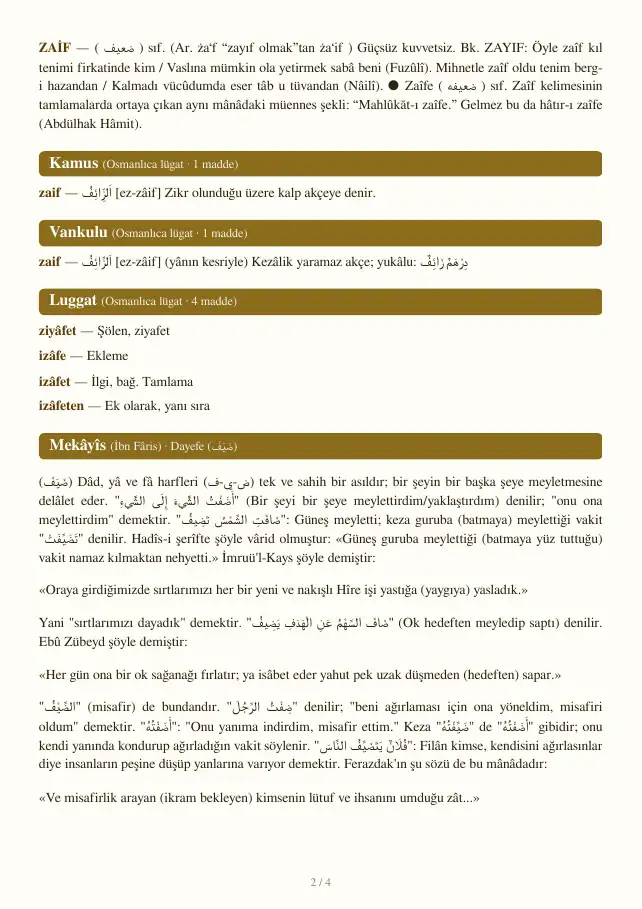 ZAİF — ( ضعيف ) sıf. (Ar. ża‘f “zayıf olmak”tan ża‘іf ) Güçsüz kuvvetsiz. Bk. ZAYIF: Öyle zaîf kıl
tenimi firkatinde kim / Vaslına mümkin ola yetirmek sabâ beni (Fuzûlî). Mihnetle zaîf oldu tenim berg-
i hazandan / Kalmadı vücûdumda eser tâb u tüvandan (Nâilî). ● Zaîfe ( ضعيفه ) sıf. Zaîf kelimesinin
tamlamalarda ortaya çıkan aynı mânâdaki müennes şekli: “Mahlûkāt-ı zaîfe.” Gelmez bu da hâtır-ı zaîfe
(Abdülhak Hâmit).
Kamus (Osmanlıca lügat · 1 madde)
zaif — اَلزَّائِفُ [ez-zâif] Zikr olunduğu üzere kalp akçeye denir.
Vankulu (Osmanlıca lügat · 1 madde)
zaif — اَلزَّائِفُ [ez-zâif] (yânın kesriyle) Kezâlik yaramaz akçe; yukâlu: دِرْهَمٌ زَائِفٌ
Luggat (Osmanlıca lügat · 4 madde)
ziyâfet — Şölen, ziyafet
izâfe — Ekleme
izâfet — İlgi, bağ. Tamlama
izâfeten — Ek olarak, yanı sıra
Mekâyîs (İbn Fâris) · Dayefe (ضَيَفَ)
(ضَيَفَ) Dâd, yâ ve fâ harfleri (ض-ي-ف) tek ve sahih bir asıldır; bir şeyin bir başka şeye meyletmesine
delâlet eder. "أَضَفْتُ الشَّيْءَ إِلَى الشَّيْءِ" (Bir şeyi bir şeye meylettirdim/yaklaştırdım) denilir; "onu ona
meylettirdim" demektir. "ضَافَتِ الشَّمْسُ تَضِيفُ": Güneş meyletti; keza guruba (batmaya) meylettiği vakit
"تَضَيَّفَتْ" denilir. Hadîs-i şerîfte şöyle vârid olmuştur: «Güneş guruba meylettiği (batmaya yüz tuttuğu)
vakit namaz kılmaktan nehyetti.» İmruü'l-Kays şöyle demiştir:
«Oraya girdiğimizde sırtlarımızı her bir yeni ve nakışlı Hîre işi yastığa (yaygıya) yasladık.»
Yani "sırtlarımızı dayadık" demektir. "ضَافَ السَّهْمُ عَنِ الْهَدَفِ يَضِيفُ" (Ok hedeften meyledip saptı) denilir.
Ebû Zübeyd şöyle demiştir:
«Her gün ona bir ok sağanağı fırlatır; ya isâbet eder yahut pek uzak düşmeden (hedeften) sapar.»
"الضَّيْفُ" (misafir) de bundandır. "ضِفْتُ الرَّجُلَ" denilir; "beni ağırlaması için ona yöneldim, misafiri
oldum" demektir. "أَضَفْتُهُ": "Onu yanıma indirdim, misafir ettim." Keza "ضَيَّفْتُهُ" de "أَضَفْتُهُ" gibidir; onu
kendi yanında kondurup ağırladığın vakit söylenir. "فُلَانٌ يَتَضَيَّفُ النَّاسَ": Filân kimse, kendisini ağırlasınlar
diye insanların peşine düşüp yanlarına varıyor demektir. Ferazdak'ın şu sözü de bu mânâdadır:
«Ve misafirlik arayan (ikram bekleyen) kimsenin lütuf ve ihsanını umduğu zât...»
2 / 4